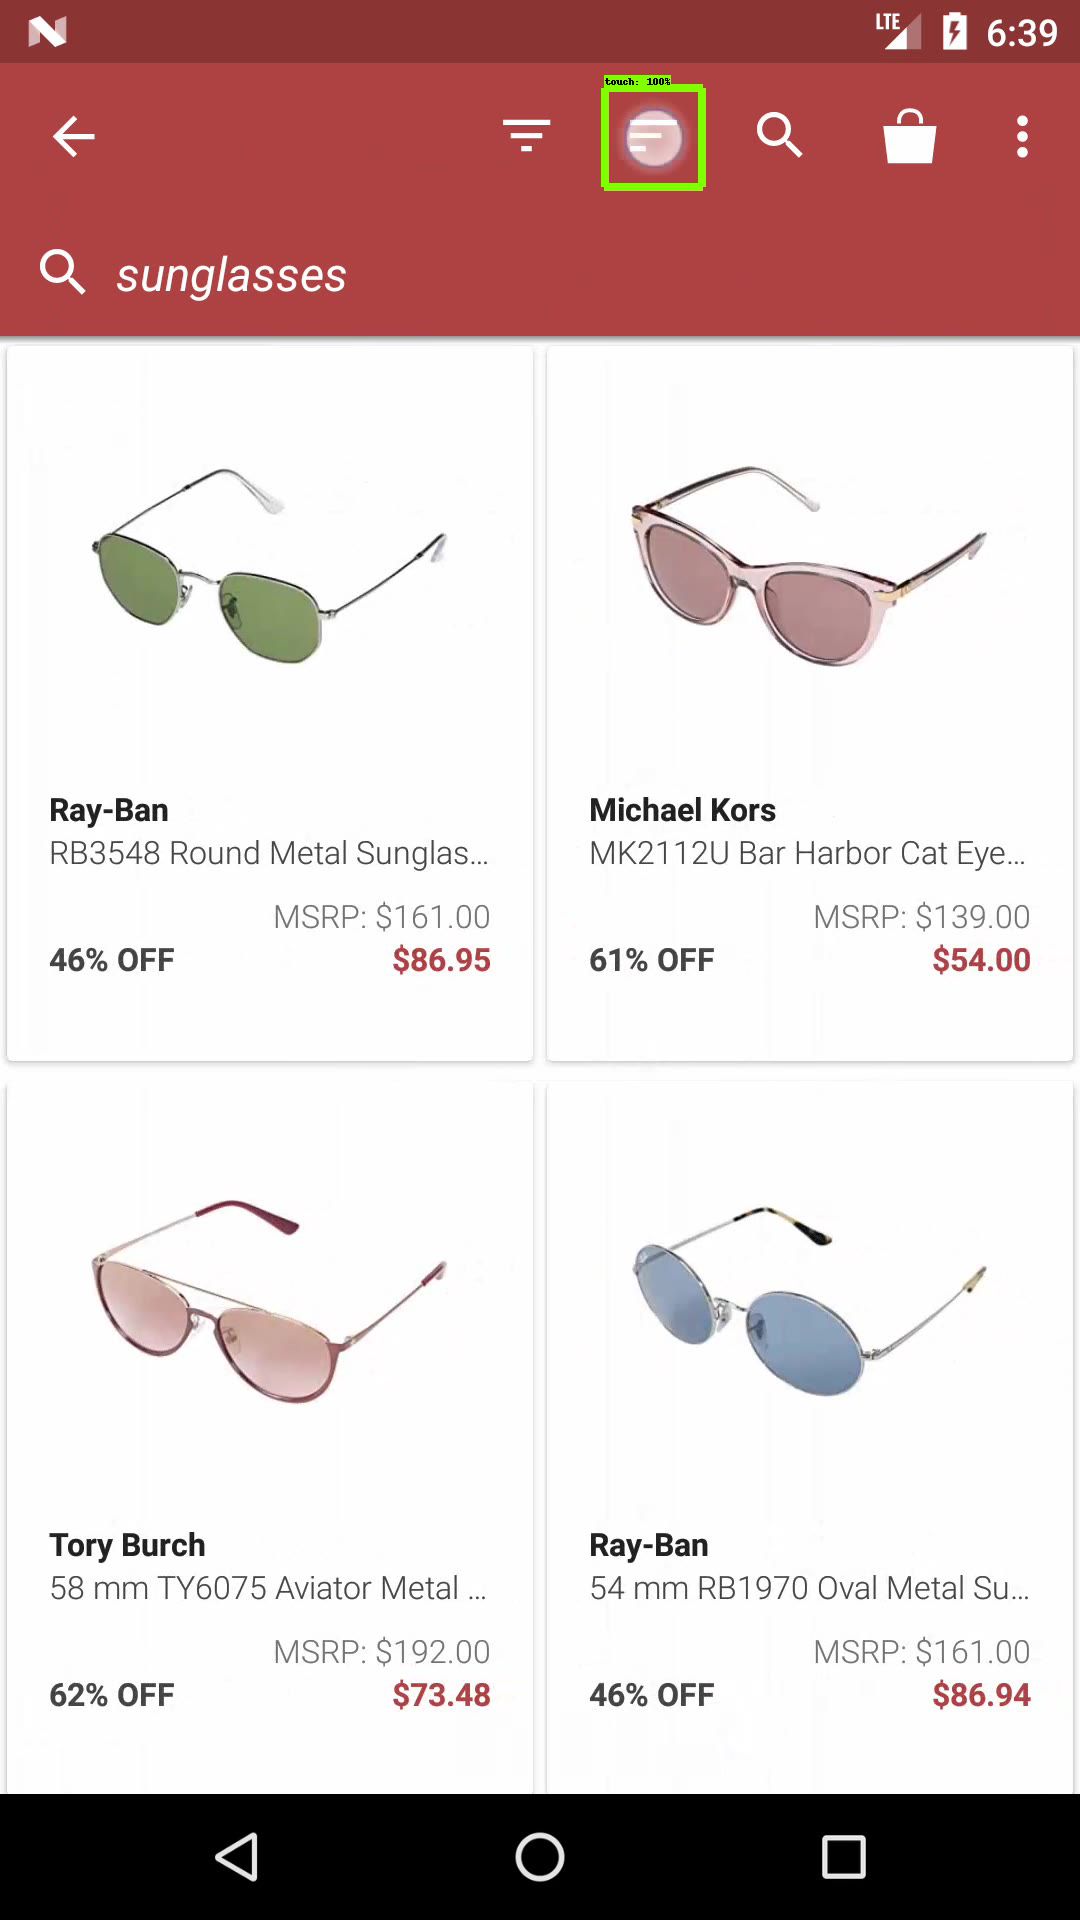 LTE
6:39
touch: 100%
sunglasses
Ray-Ban
RB3548 Round Metal Sunglas...
MSRP: $161.00
46% OFF
$86.95
Michael Kors
MK2112U Bar Harbor Cat Eye...
MSRP: $139.00
61% OFF
$54.00
Tory Burch
58 mm TY6075 Aviator Metal ...
MSRP: $192.00
62% OFF
$73.48
Ray-Ban
54 mm RB1970 Oval Metal Su...
MSRP: $161.00
46% OFF
$86.94